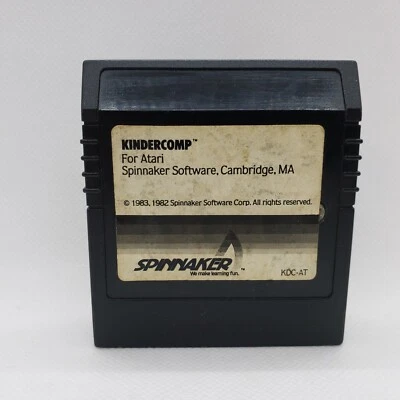 KINDERCOMP™
For Atari
Spinnaker Software, Cambridge, MA
© 1983, 1982 Spinnaker Software Corp. All rights reserved.
SPINNAKER™
We make learning fun.
KDC-AT